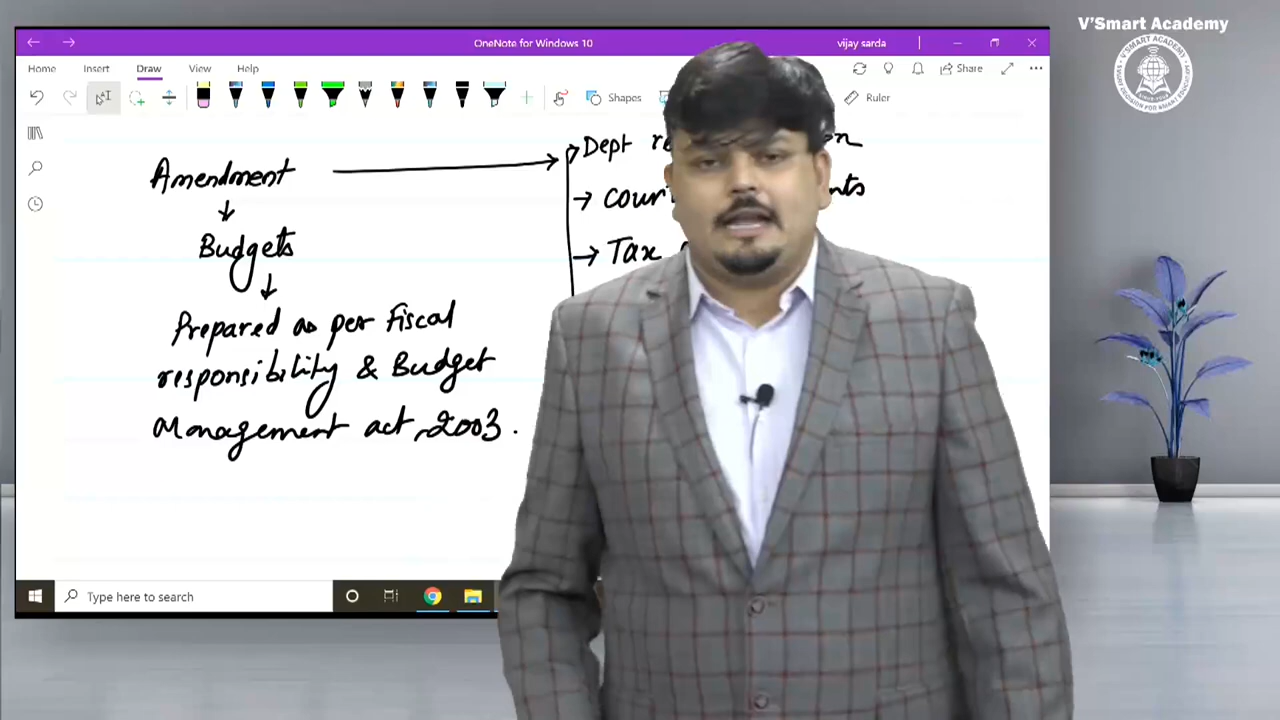 V'Smart Academy
OneNote for Windows 10
vijay sarda
Home Insert Draw View Help
Share
Shapes
Ruler
Amendment
→ Dept
→ Court
→ Tax
↓
Budgets
↓
Prepared as per fiscal
responsibility & Budget
Management act, 2003.
Type here to search